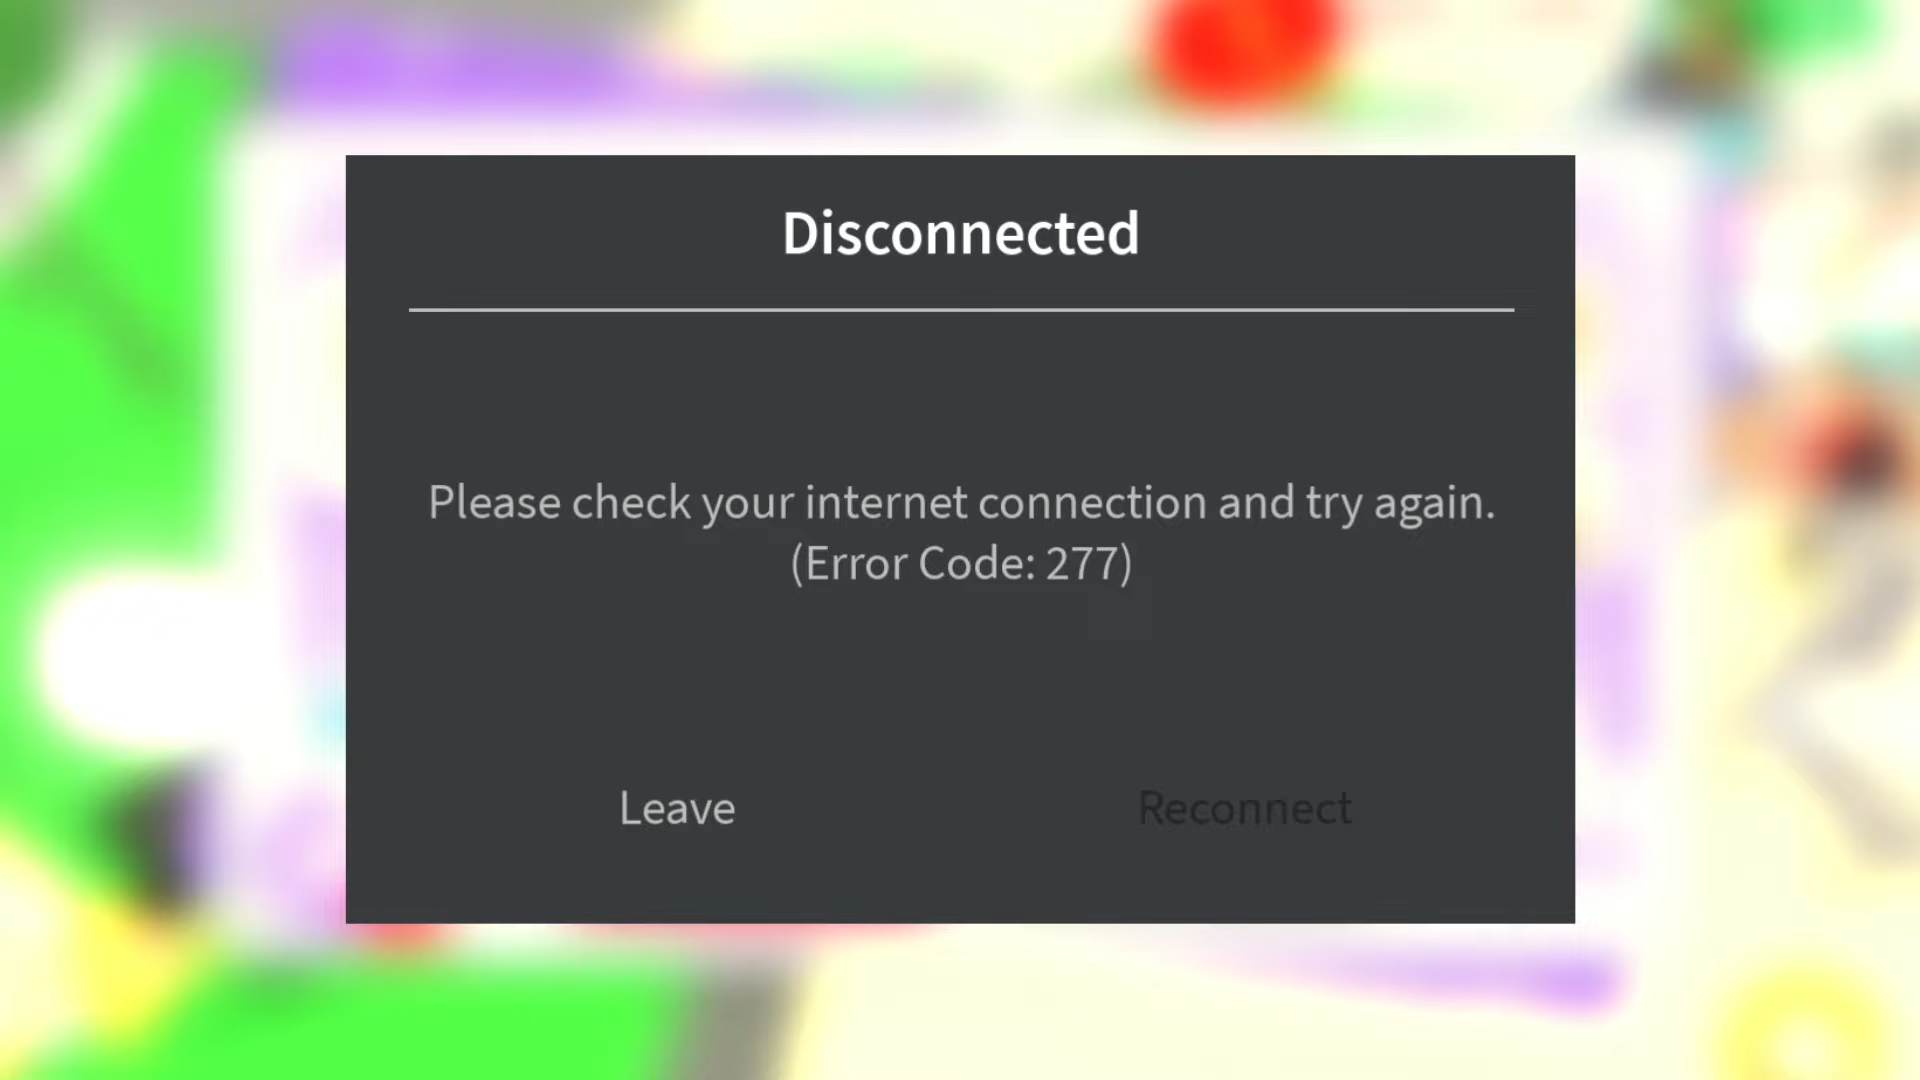 Disconnected
Please check your internet connection and try again.
(Error Code: 277)
Leave
Reconnect